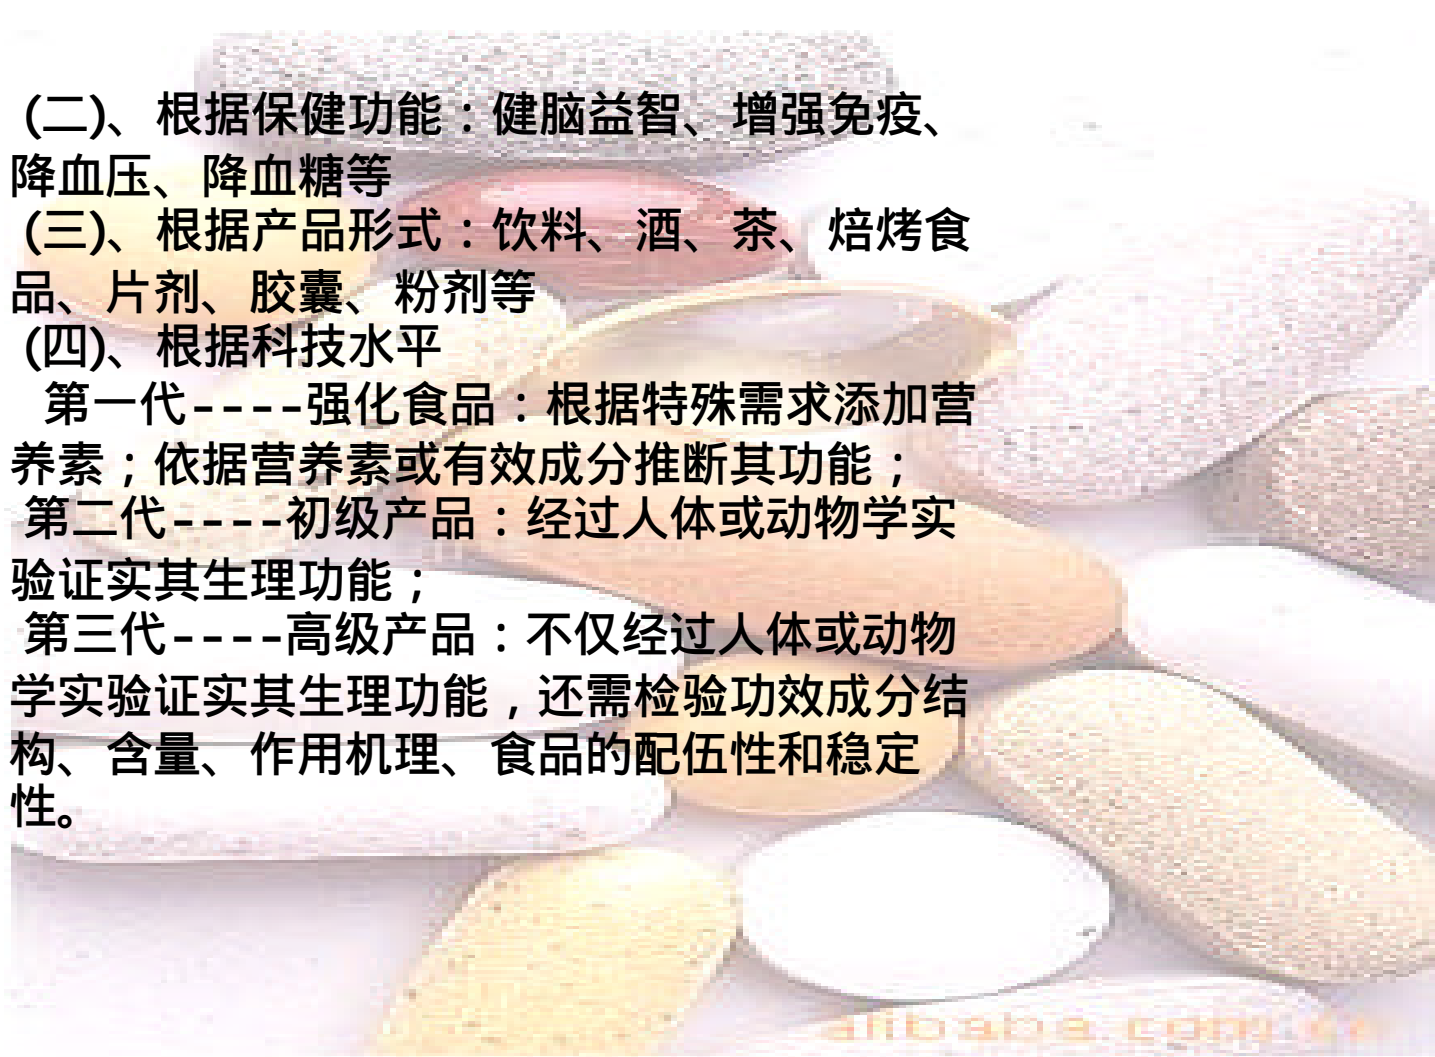 (二)、根据保健功能：健脑益智、增强免疫、
降血压、降血糖等
(三)、根据产品形式：饮料、酒、茶、焙烤食
品、片剂、胶囊、粉剂等
(四)、根据科技水平
第一代----强化食品：根据特殊需求添加营
养素；依据营养素或有效成分推断其功能；
第二代----初级产品：经过人体或动物学实
验证实其生理功能；
第三代----高级产品：不仅经过人体或动物
学实验证实其生理功能，还需检验功效成分结
构、含量、作用机理、食品的配伍性和稳定
性。
alibaba.com.cn